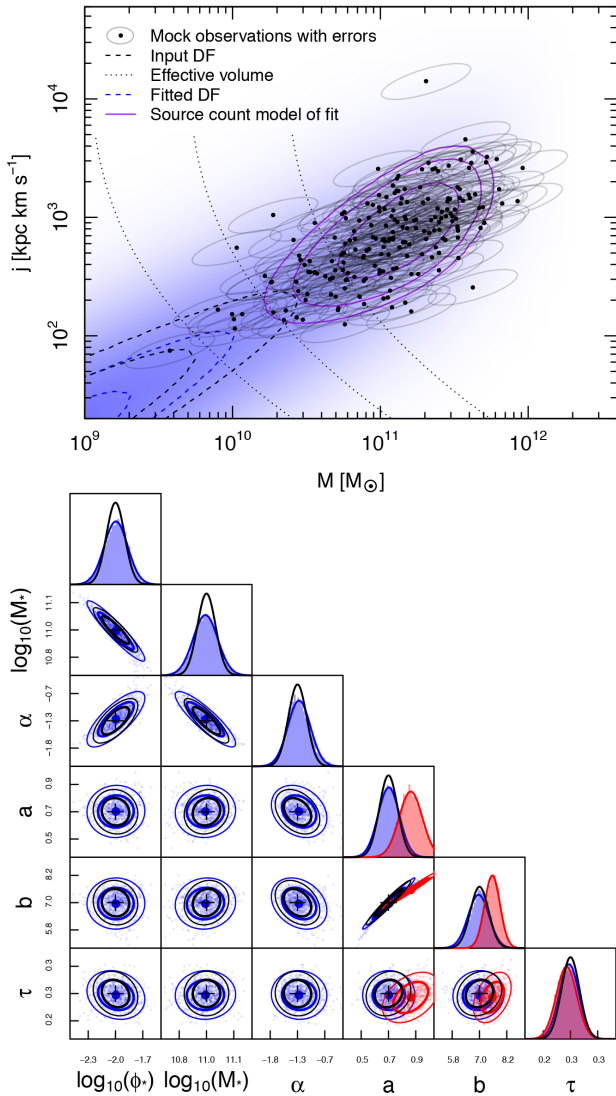 Mock observations with errors
Input DF
Effective volume
Fitted DF
Source count model of fit
j [kpc km s⁻¹]
10⁴
10³
10²
10⁹ 10¹⁰ 10¹¹ 10¹²
M [M⊙]
log₁₀(M*)
11.1
11.0
10.8
α
−0.7
−1.3
−1.8
a
0.9
0.7
0.5
b
8.2
7.0
5.8
τ
0.3
0.3
0.2
−2.3 −2.0 −1.7 10.8 11.0 11.1 −1.8 −1.3 −0.7 0.5 0.7 0.9 5.8 7.0 8.2 0.2 0.3 0.3
log₁₀(ϕ*) log₁₀(M*) α a b τ